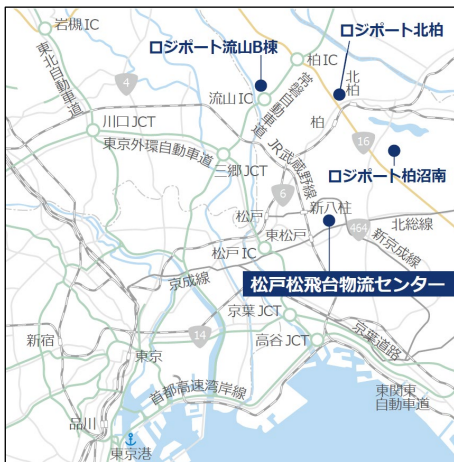 岩槻IC
ロジポート流山B棟
ロジポート北柏
柏IC
東北自動車道
4
北柏
流山IC
常磐自動車道
柏
川口JCT
東京外環自動車道
16
JR武蔵野線
三郷JCT
ロジポート柏沼南
6
新八柱
松戸
北総線
464
東松戸
新京成線
松戸IC
京成線
松戸松飛台物流センター
京葉JCT
14
新宿
高谷JCT
京葉道路
東京
首都高速湾岸線
東関東
自動車道
品川
東京港